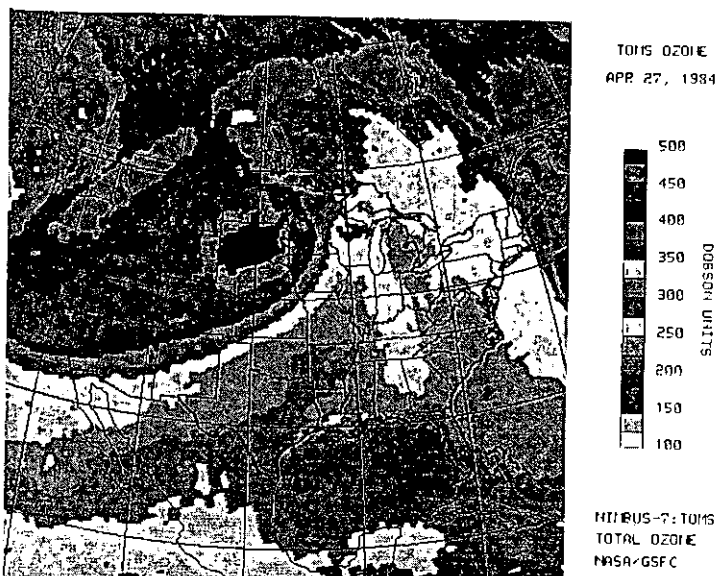 TOMS OZONE
APR 27, 1984
500
450
400
350
300
250
200
150
100
DOBSON UNITS
NIMBUS-7: TOMS
TOTAL OZONE
NASA/GSFC